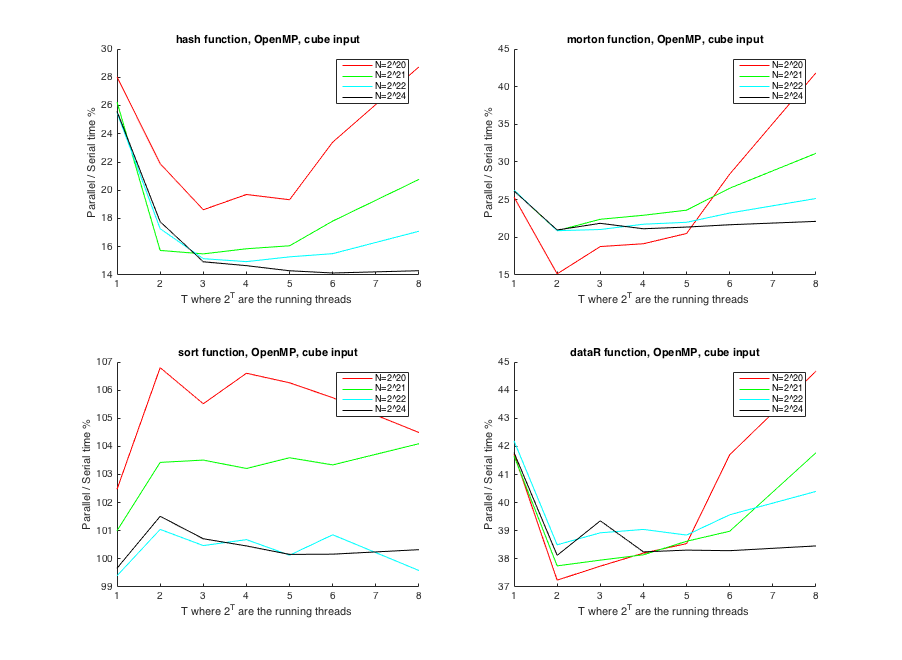 hash function, OpenMP, cube input
30
28
26
24
22
20
18
16
14
Parallel / Serial time %
N=2^20
N=2^21
N=2^22
N=2^24
1 2 3 4 5 6 7 8
T where 2^T are the running threads
morton function, OpenMP, cube input
45
40
35
30
25
20
15
Parallel / Serial time %
N=2^20
N=2^21
N=2^22
N=2^24
1 2 3 4 5 6 7 8
T where 2^T are the running threads
sort function, OpenMP, cube input
107
106
105
104
103
102
101
100
99
Parallel / Serial time %
N=2^20
N=2^21
N=2^22
N=2^24
1 2 3 4 5 6 7 8
T where 2^T are the running threads
dataR function, OpenMP, cube input
45
44
43
42
41
40
39
38
37
Parallel / Serial time %
N=2^20
N=2^21
N=2^22
N=2^24
1 2 3 4 5 6 7 8
T where 2^T are the running threads